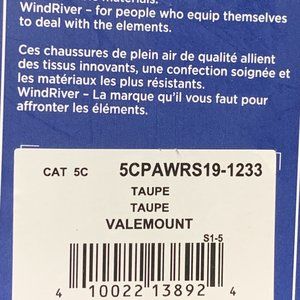 materials.
WindRiver – for people who equip themselves
to deal with the elements.
Ces chaussures de plein air de qualité allient
des tissus innovants, une confection soignée et
les matériaux les plus résistants.
WindRiver – La marque qu'il vous faut pour
affronter les éléments.
CAT 5C 5CPAWRS19-1233
TAUPE
TAUPE
VALEMOUNT
S1-5
4 10022 13892 4